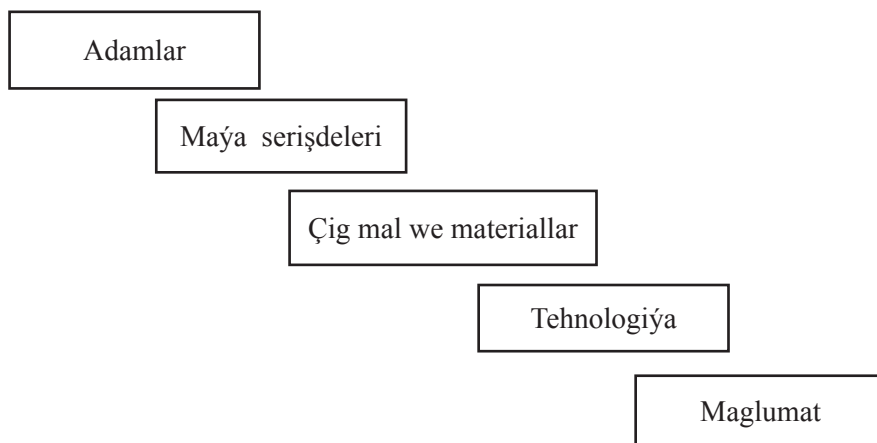 Adamlar
Maýa serişdeleri
Çig mal we materiallar
Tehnologiýa
Maglumat